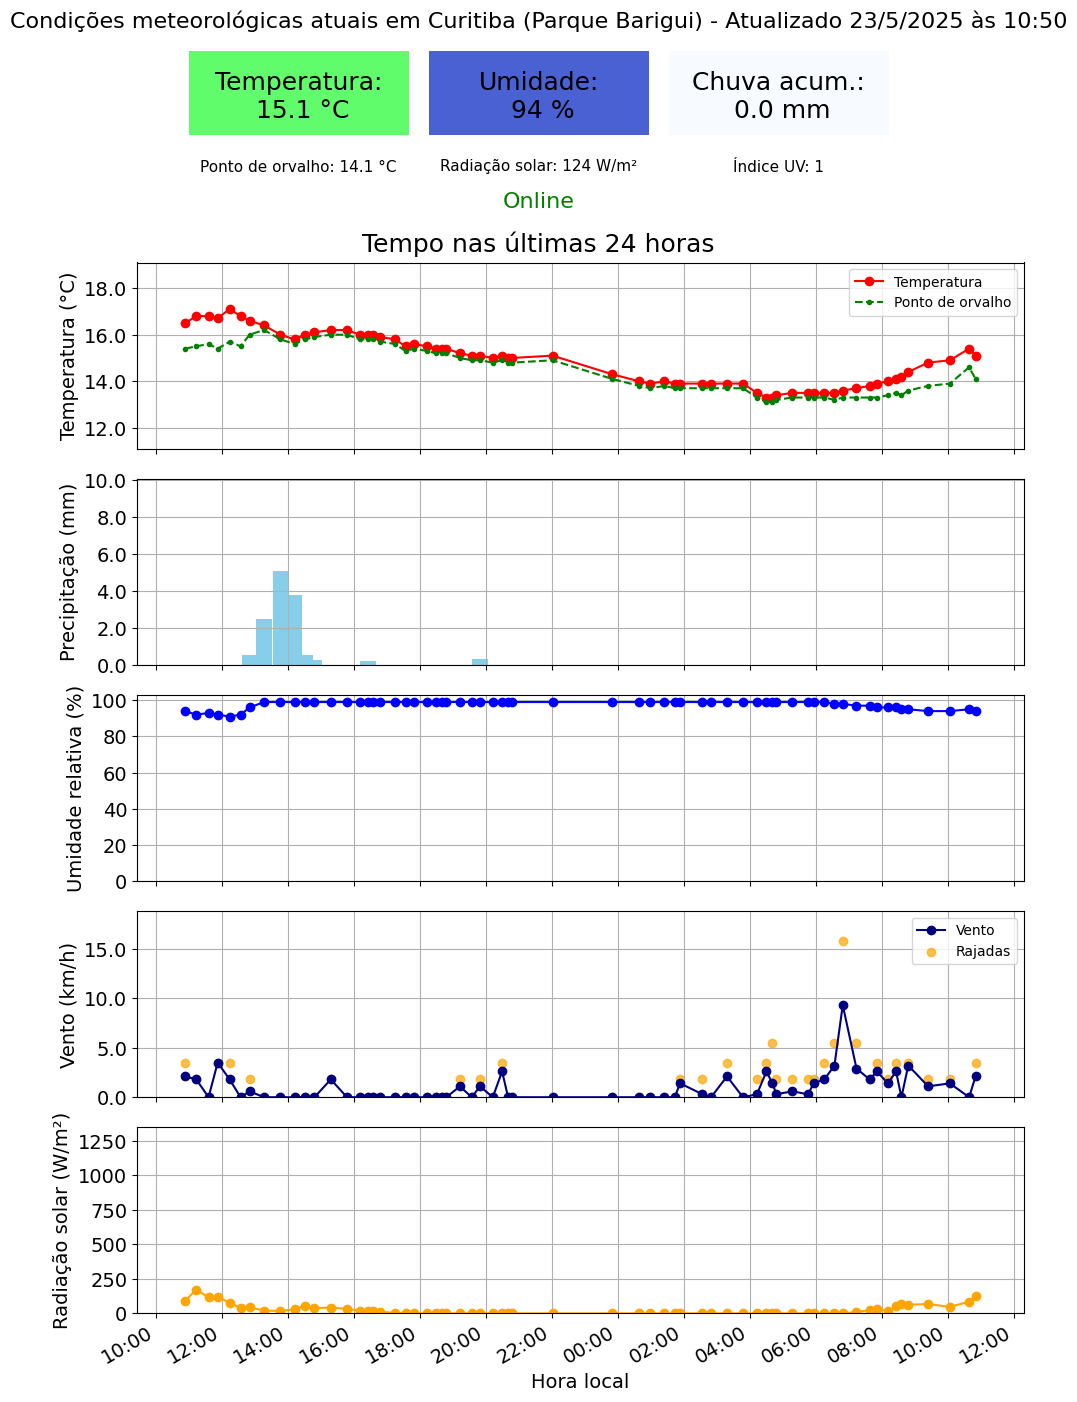 Condições meteorológicas atuais em Curitiba (Parque Barigui) - Atualizado 23/5/2025 às 10:50
Temperatura:
15.1 °C
Umidade:
94 %
Chuva acum.:
0.0 mm
Ponto de orvalho: 14.1 °C
Radiação solar: 124 W/m²
Índice UV: 1
Online
Tempo nas últimas 24 horas
Temperatura (°C)
18.0
16.0
14.0
12.0
Temperatura
Ponto de orvalho
Precipitação (mm)
10.0
8.0
6.0
4.0
2.0
0.0
Umidade relativa (%)
100
80
60
40
20
0
Vento (km/h)
15.0
10.0
5.0
0.0
Vento
Rajadas
Radiação solar (W/m²)
1250
1000
750
500
250
0
10:00
12:00
14:00
16:00
18:00
20:00
22:00
00:00
02:00
04:00
06:00
08:00
10:00
12:00
Hora local